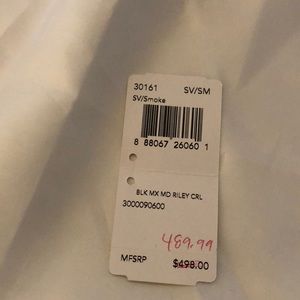 30161 SV/SM
SV/Smoke
8 88067 26060 1
BLK MX MD RILEY CRL
3000090600
489.99
MFSRP $498.00